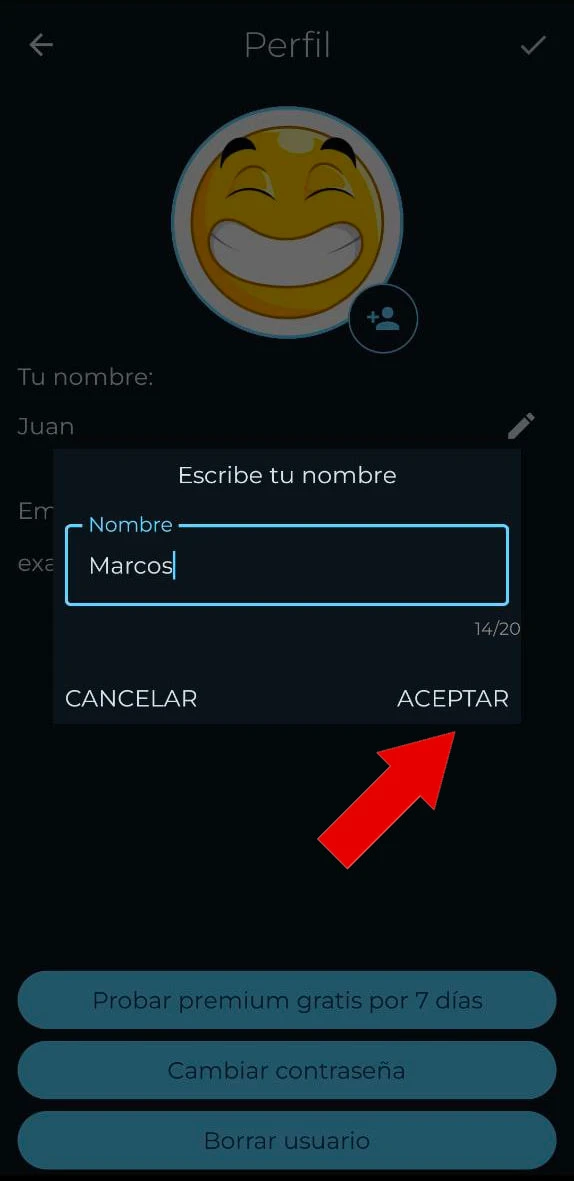 Perfil
Tu nombre:
Juan
Escribe tu nombre
Em
Nombre
exa
Marcos
14/20
CANCELAR
ACEPTAR
Probar premium gratis por 7 días
Cambiar contraseña
Borrar usuario